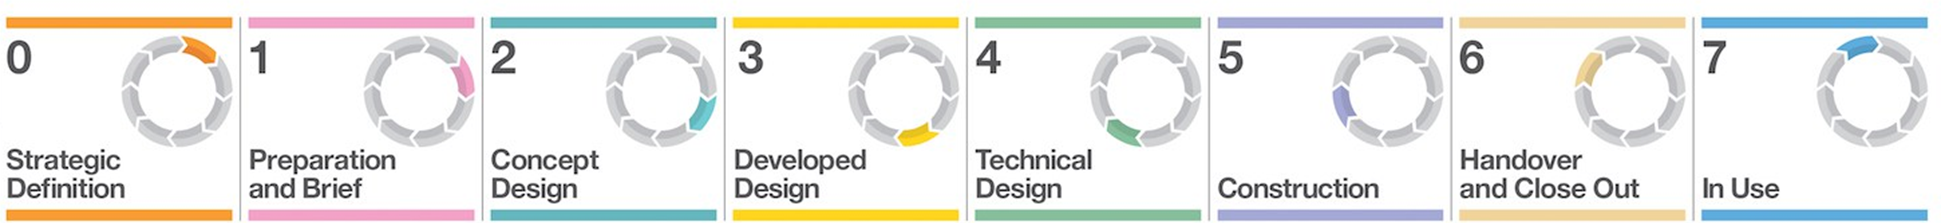 0
Strategic
Definition
1
Preparation
and Brief
2
Concept
Design
3
Developed
Design
4
Technical
Design
5
Construction
6
Handover
and Close Out
7
In Use